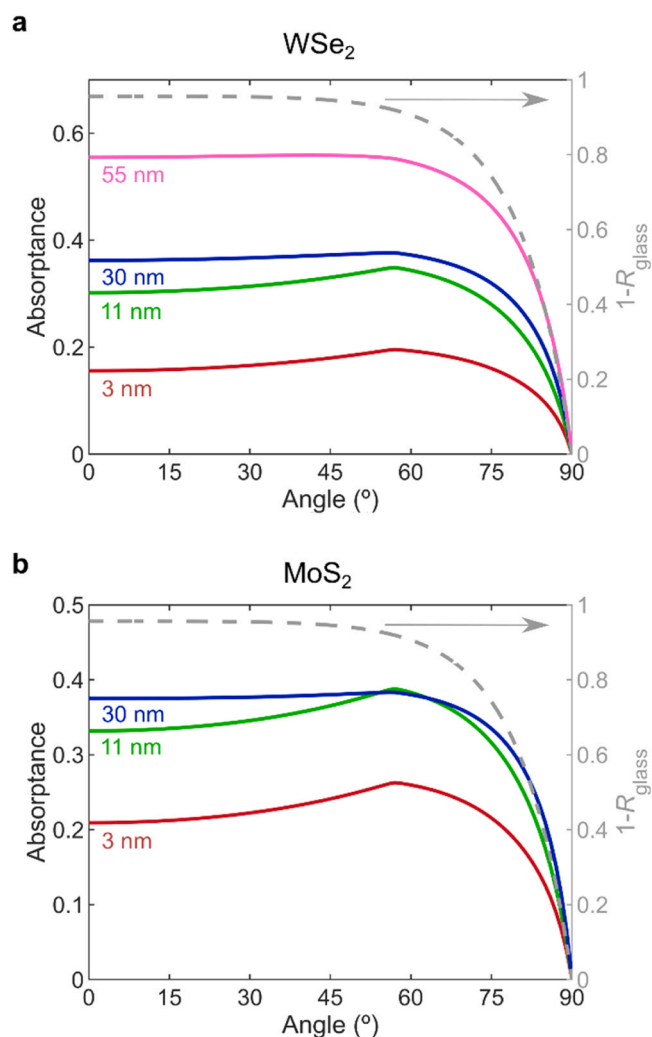 a
WSe₂
0.6
0.4
0.2
0
Absorptance
55 nm
30 nm
11 nm
3 nm
1
0.8
0.6
0.4
0.2
0
1-R_glass
0 15 30 45 60 75 90
Angle (º)
b
MoS₂
0.5
0.4
0.3
0.2
0.1
0
Absorptance
30 nm
11 nm
3 nm
1
0.8
0.6
0.4
0.2
0
1-R_glass
0 15 30 45 60 75 90
Angle (º)